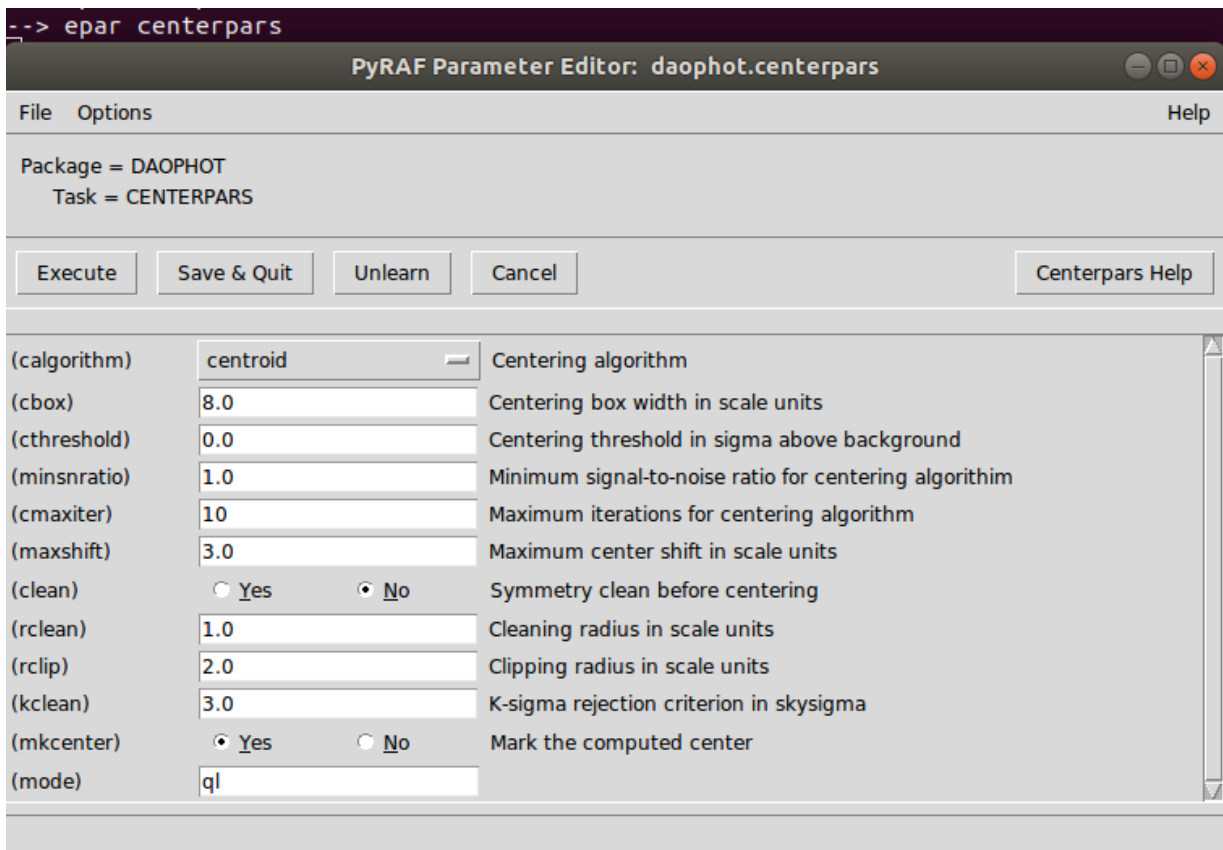 --> epar centerpars
PyRAF Parameter Editor: daophot.centerpars
File Options Help
Package = DAOPHOT
Task = CENTERPARS
Execute Save & Quit Unlearn Cancel Centerpars Help
(calgorithm) centroid Centering algorithm
(cbox) 8.0 Centering box width in scale units
(cthreshold) 0.0 Centering threshold in sigma above background
(minsnratio) 1.0 Minimum signal-to-noise ratio for centering algorithim
(cmaxiter) 10 Maximum iterations for centering algorithm
(maxshift) 3.0 Maximum center shift in scale units
(clean) Yes No Symmetry clean before centering
(rclean) 1.0 Cleaning radius in scale units
(rclip) 2.0 Clipping radius in scale units
(kclean) 3.0 K-sigma rejection criterion in skysigma
(mkcenter) Yes No Mark the computed center
(mode) ql